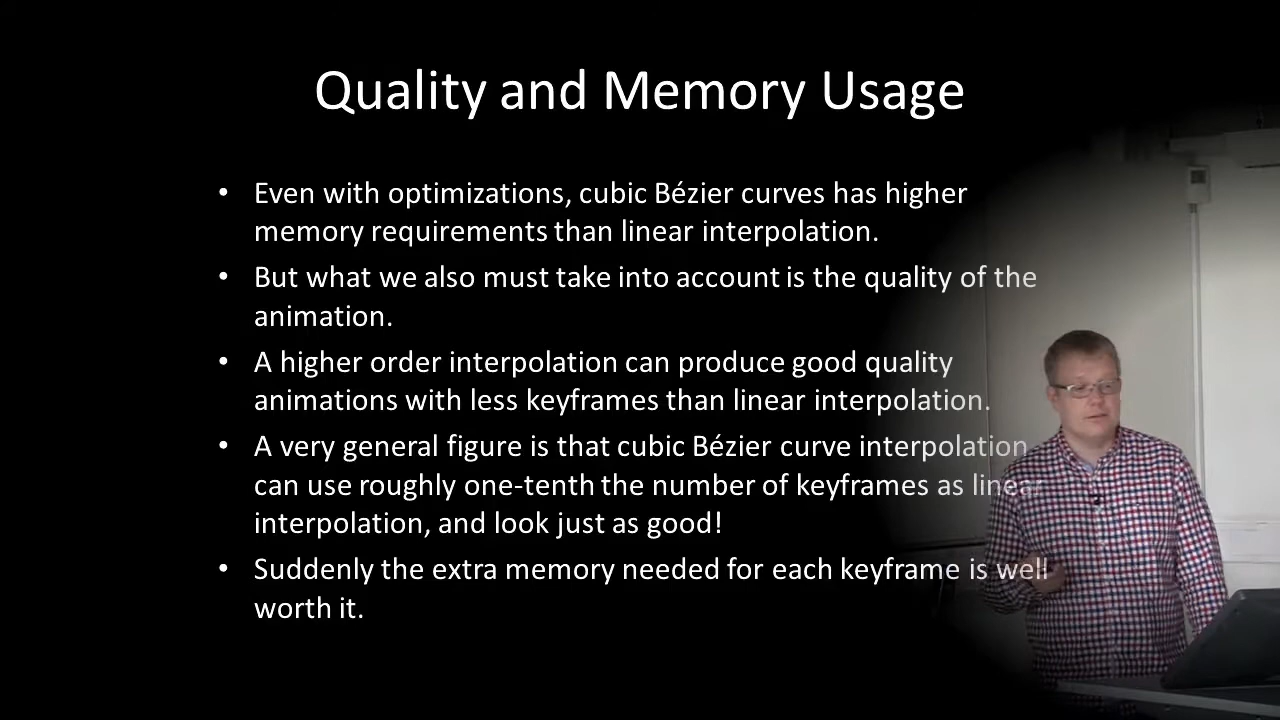 Quality and Memory Usage
• Even with optimizations, cubic Bézier curves has higher
memory requirements than linear interpolation.
• But what we also must take into account is the quality of the
animation.
• A higher order interpolation can produce good quality
animations with less keyframes than linear interpolation.
• A very general figure is that cubic Bézier curve interpolation
can use roughly one-tenth the number of keyframes as linear
interpolation, and look just as good!
• Suddenly the extra memory needed for each keyframe is well
worth it.